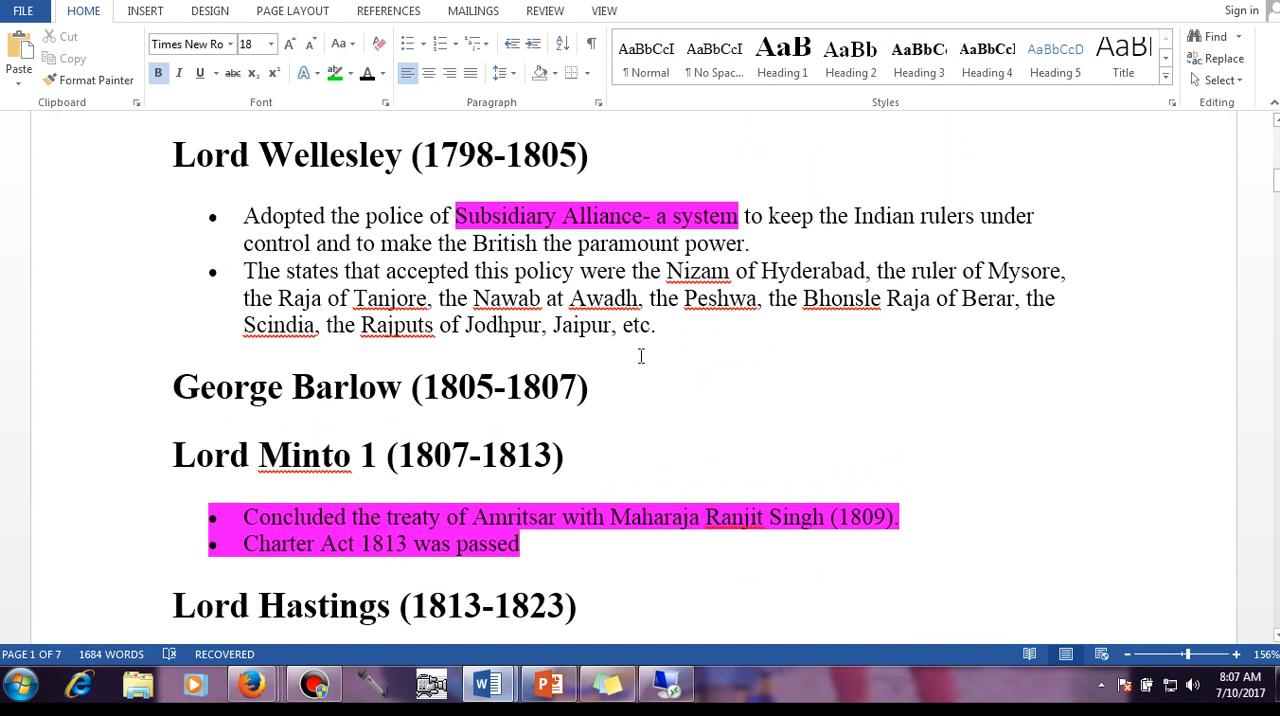 FILE HOME INSERT DESIGN PAGE LAYOUT REFERENCES MAILINGS REVIEW VIEW Sign in
Cut
Copy
Format Painter
Paste
Clipboard
Times New Ro 18
Font
Paragraph
AaBbCcI AaBbCcI AaB AaBb AaBbCc AaBbCcl AaBbCcD AaBb
¶ Normal ¶ No Spac... Heading 1 Heading 2 Heading 3 Heading 4 Heading 5 Title
Styles
Find
Replace
Select
Editing
Lord Wellesley (1798-1805)
• Adopted the police of Subsidiary Alliance- a system to keep the Indian rulers under
control and to make the British the paramount power.
• The states that accepted this policy were the Nizam of Hyderabad, the ruler of Mysore,
the Raja of Tanjore, the Nawab at Awadh, the Peshwa, the Bhonsle Raja of Berar, the
Scindia, the Rajputs of Jodhpur, Jaipur, etc.
George Barlow (1805-1807)
Lord Minto 1 (1807-1813)
• Concluded the treaty of Amritsar with Maharaja Ranjit Singh (1809).
• Charter Act 1813 was passed
Lord Hastings (1813-1823)
PAGE 1 OF 7 1684 WORDS RECOVERED 156%
8:07 AM
7/10/2017